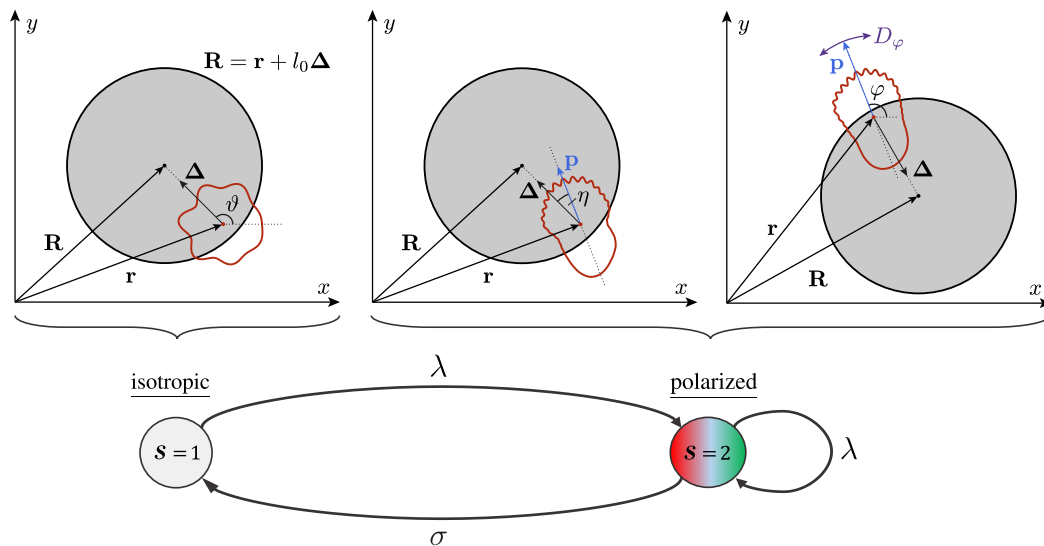 y
R = r + l₀Δ
Δ
ϑ
R
r
x
y
p
Δ
η
R
r
x
y
D_φ
p
φ
Δ
r
R
x
λ
isotropic
polarized
s = 1
s = 2
λ
σ